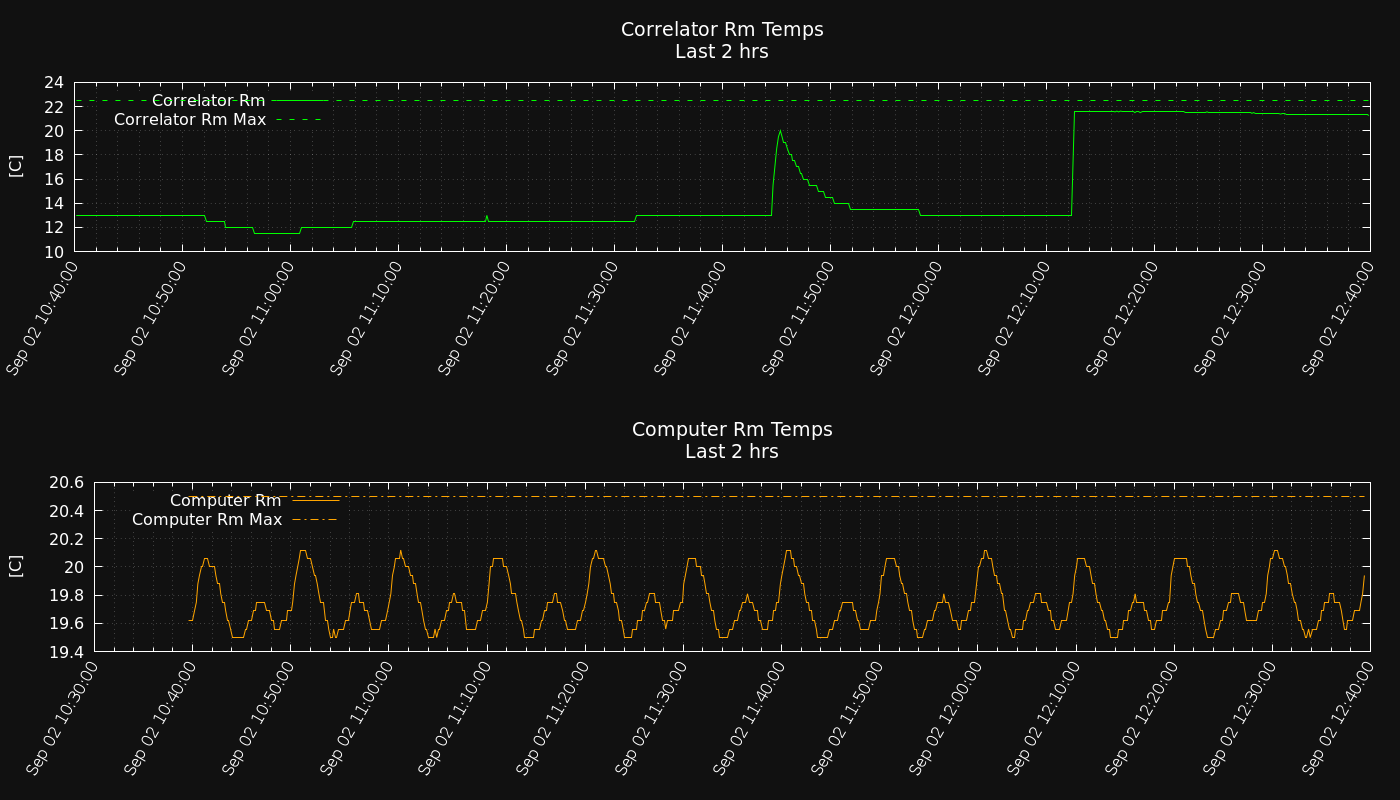 Correlator Rm Temps
Last 2 hrs
24
22
20
18
16
14
12
10
[C]
Correlator Rm
Correlator Rm Max
Sep 02 10:40:00
Sep 02 10:50:00
Sep 02 11:00:00
Sep 02 11:10:00
Sep 02 11:20:00
Sep 02 11:30:00
Sep 02 11:40:00
Sep 02 11:50:00
Sep 02 12:00:00
Sep 02 12:10:00
Sep 02 12:20:00
Sep 02 12:30:00
Sep 02 12:40:00
Computer Rm Temps
Last 2 hrs
20.6
20.4
20.2
20
19.8
19.6
19.4
[C]
Computer Rm
Computer Rm Max
Sep 02 10:30:00
Sep 02 10:40:00
Sep 02 10:50:00
Sep 02 11:00:00
Sep 02 11:10:00
Sep 02 11:20:00
Sep 02 11:30:00
Sep 02 11:40:00
Sep 02 11:50:00
Sep 02 12:00:00
Sep 02 12:10:00
Sep 02 12:20:00
Sep 02 12:30:00
Sep 02 12:40:00